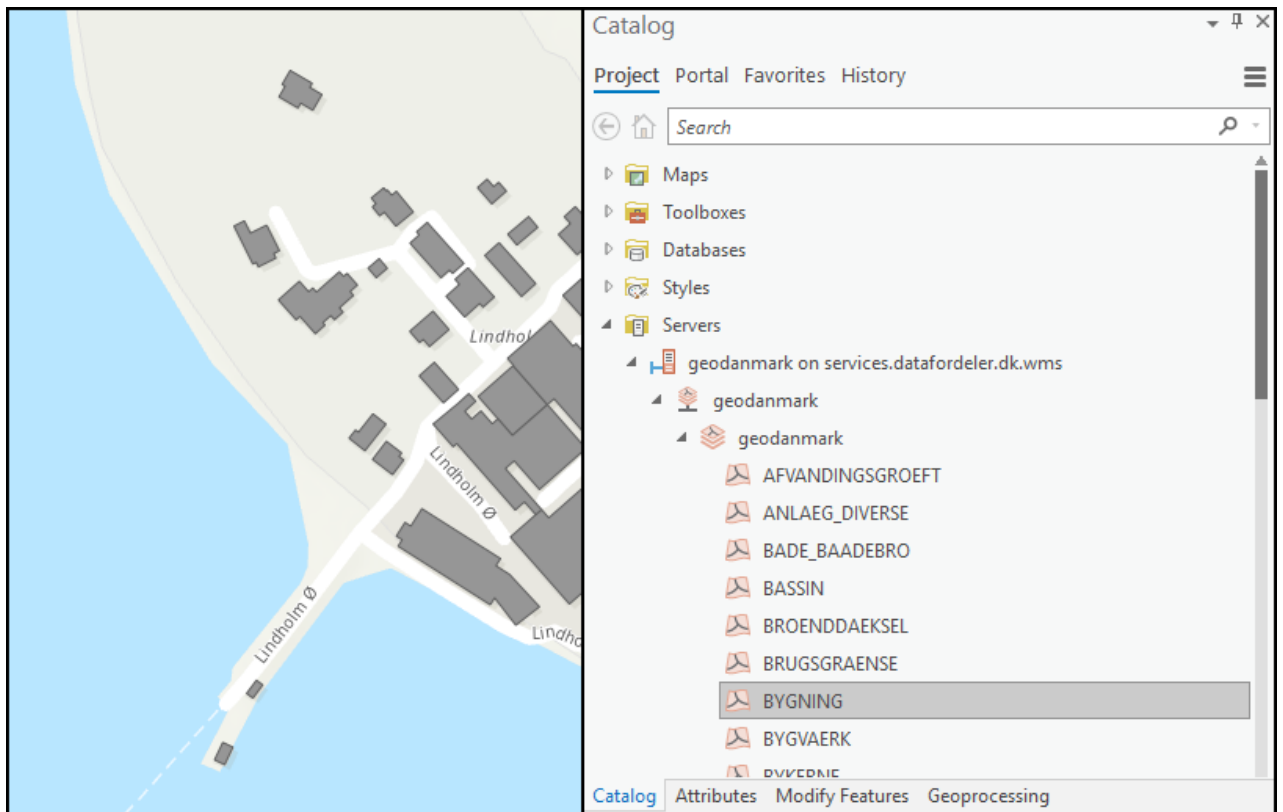 Lindhol
Lindholm Ø
Lindholm Ø
Lindho
Catalog
Project Portal Favorites History
Search
Maps
Toolboxes
Databases
Styles
Servers
geodanmark on services.datafordeler.dk.wms
geodanmark
geodanmark
AFVANDINGSGROEFT
ANLAEG_DIVERSE
BADE_BAADEBRO
BASSIN
BROENDDAEKSEL
BRUGSGRAENSE
BYGNING
BYGVAERK
BYKERNE
Catalog Attributes Modify Features Geoprocessing